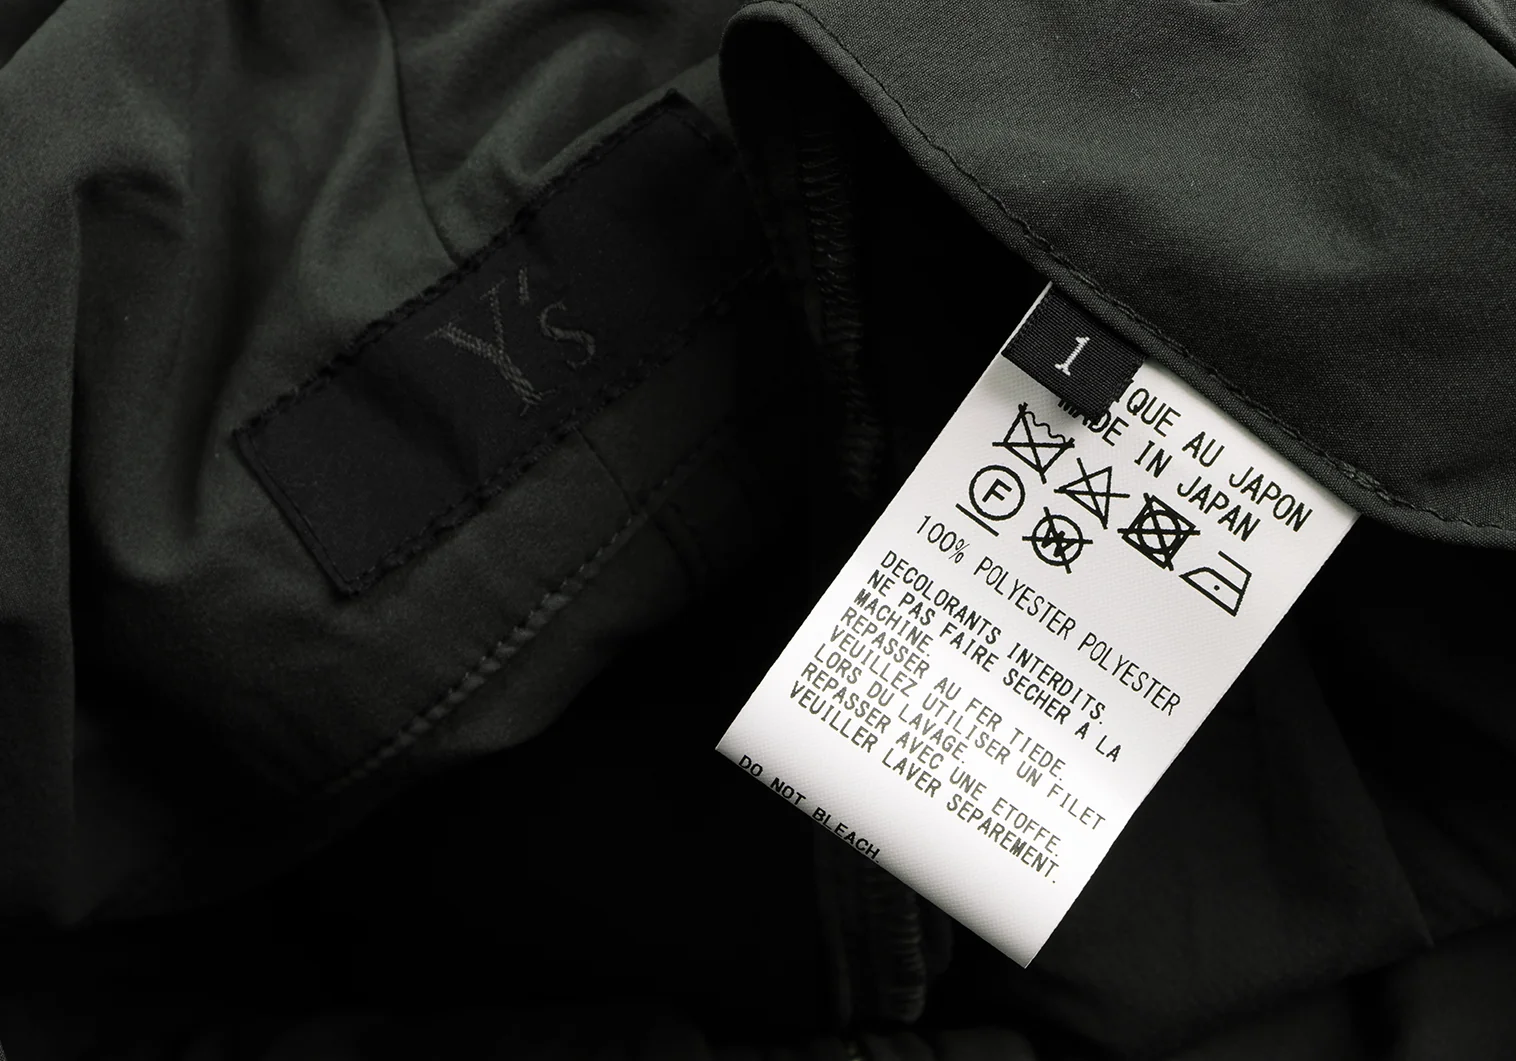 Y's
1
QUE AU JAPON
MADE IN JAPAN
F
W
100% POLYESTER POLYESTER
DECOLORANTS INTERDITS.
NE PAS FAIRE SECHER A LA
MACHINE.
REPASSER AU FER TIEDE.
VEUILLEZ UTILISER UN FILET
LORS DU LAVAGE.
REPASSER AVEC UNE ETOFFE.
VEUILLER LAVER SEPAREMENT.
DO NOT BLEACH.